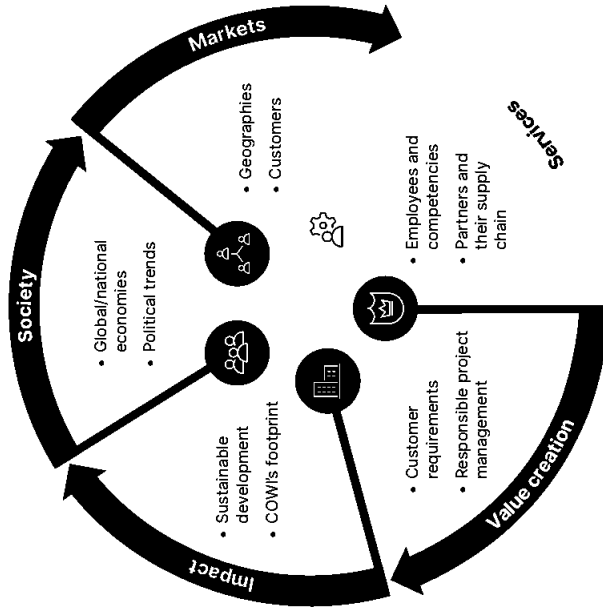 Society
• Global/national
economies
• Political trends
Markets
• Geographies
• Customers
Services
• Employees and
competencies
• Partners and
their supply
chain
Value creation
• Customer
requirements
• Responsible project
management
Impact
• Sustainable
development
• COWI's footprint